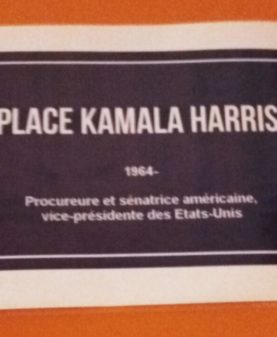 PLACE KAMALA HARRIS
1964-
Procureure et sénatrice américaine,
vice-présidente des Etats-Unis